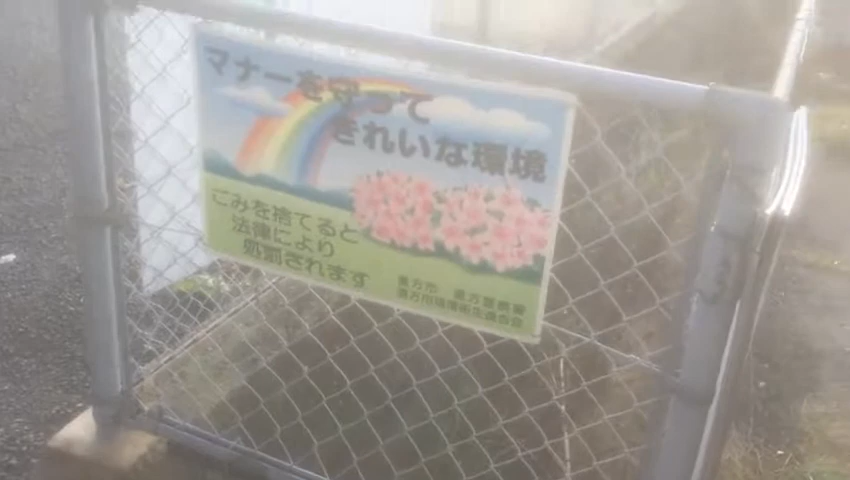 マナーを守って
きれいな環境
ごみを捨てると
法律により
処罰されます